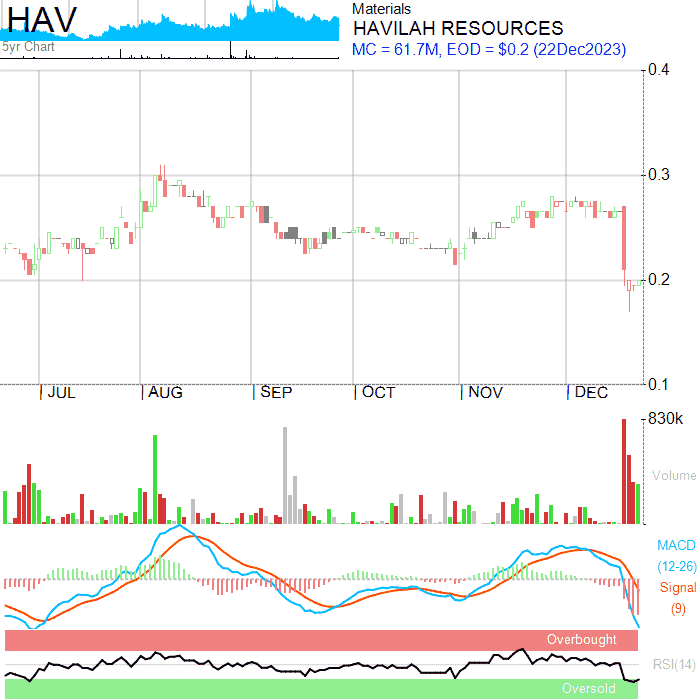 HAV
5yr Chart
Materials
HAVILAH RESOURCES
MC = 61.7M, EOD = $0.2 (22Dec2023)
0.4
0.3
0.2
0.1
JUL AUG SEP OCT NOV DEC
830k
Volume
MACD
(12-26)
Signal
(9)
Overbought
RSI(14)
Oversold